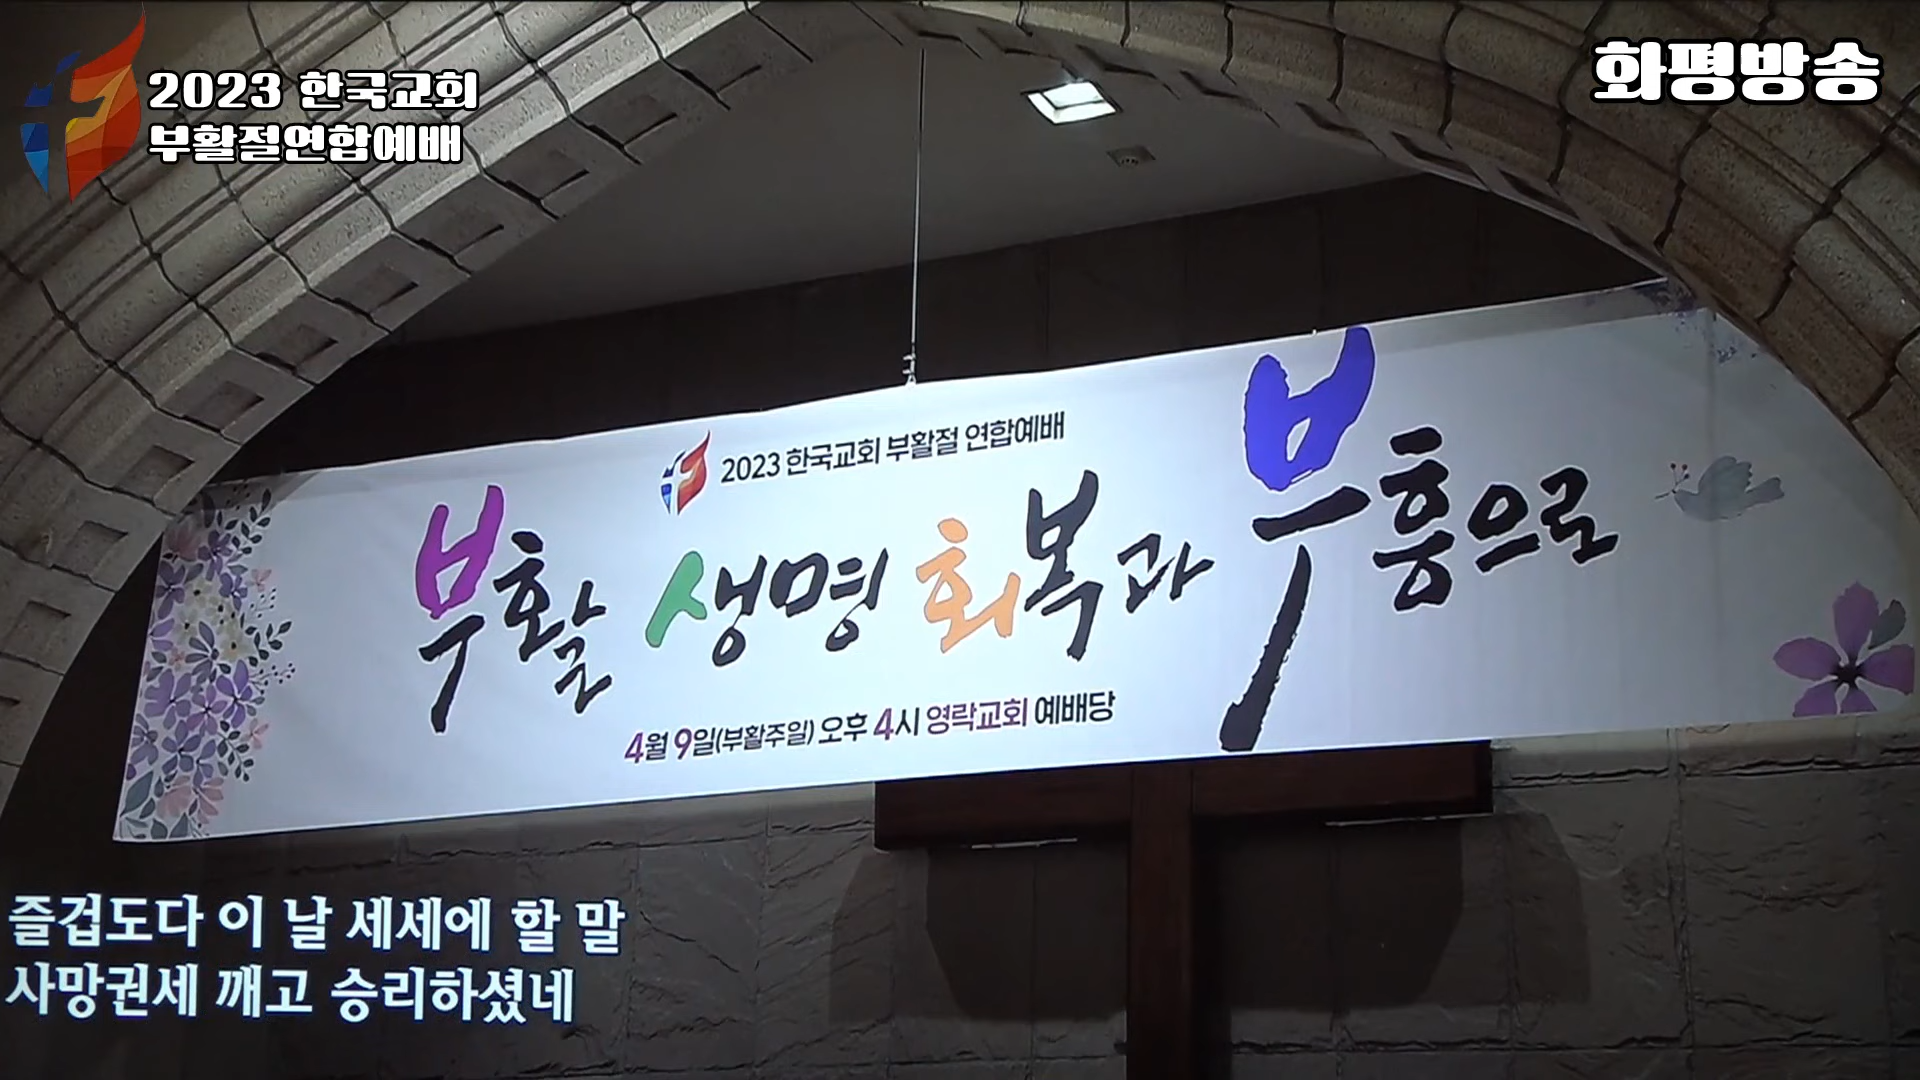 2023 한국교회
부활절연합예배
화평방송
2023 한국교회 부활절 연합예배
부활 생명 회복과 부흥으로
4월 9일(부활주일) 오후 4시 영락교회 예배당
즐겁도다 이 날 세세에 할 말
사망권세 깨고 승리하셨네